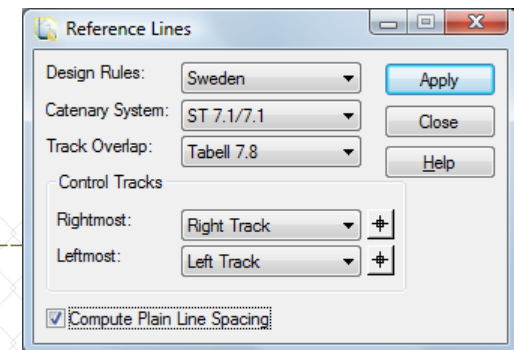 Reference Lines
Design Rules: Sweden Apply
Catenary System: ST 7.1/7.1 Close
Track Overlap: Tabell 7.8 Help
Control Tracks
Rightmost: Right Track
Leftmost: Left Track
Compute Plain Line Spacing